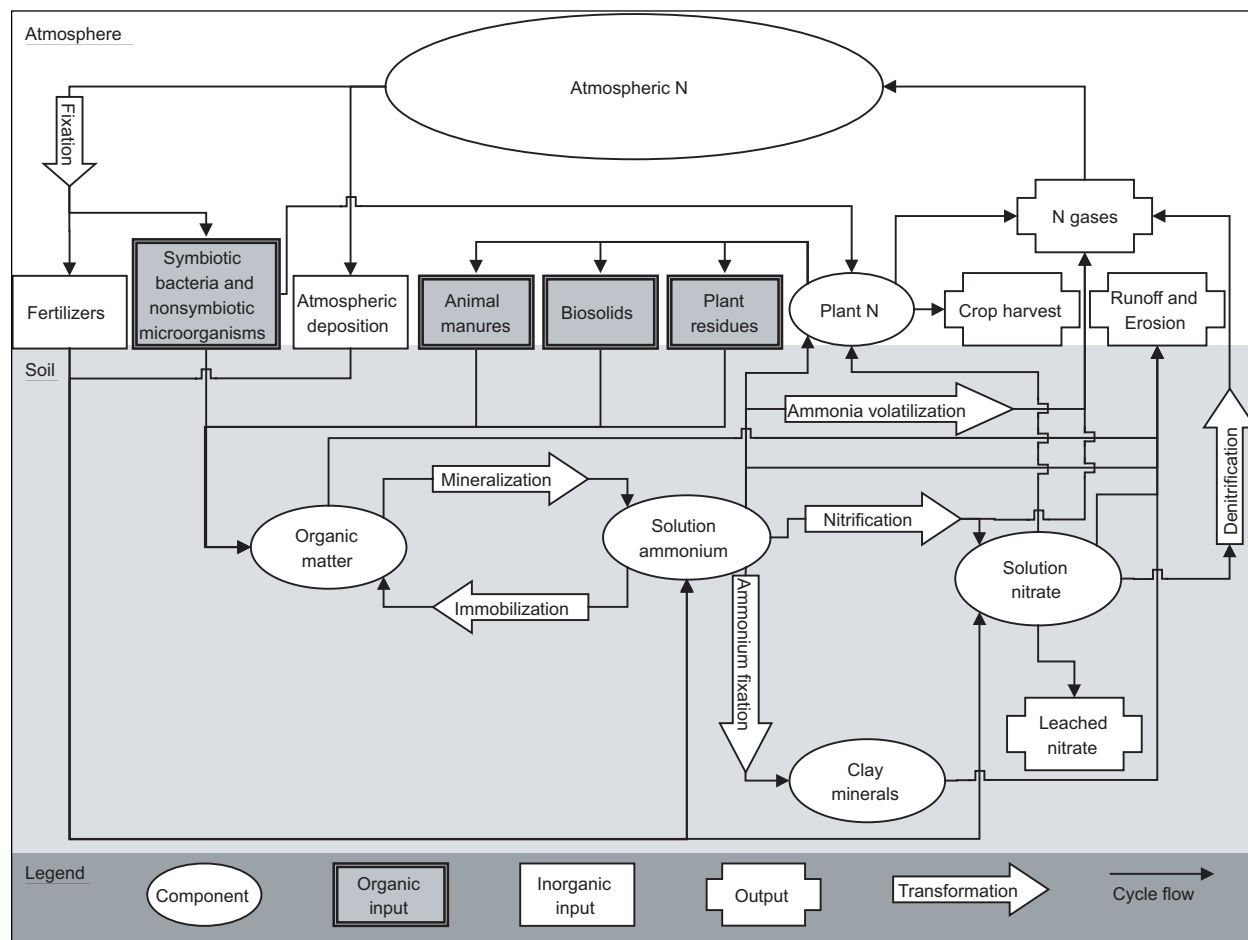 Atmosphere
Atmospheric N
Fixation
N gases
Fertilizers
Symbiotic
bacteria and
nonsymbiotic
microorganisms
Atmospheric
deposition
Animal
manures
Biosolids
Plant
residues
Plant N
Crop harvest
Runoff and
Erosion
Soil
Ammonia volatilization
Denitrification
Mineralization
Organic
matter
Solution
ammonium
Nitrification
Solution
nitrate
Immobilization
Ammonium fixation
Leached
nitrate
Clay
minerals
Legend
Component
Organic
input
Inorganic
input
Output
Transformation
Cycle flow